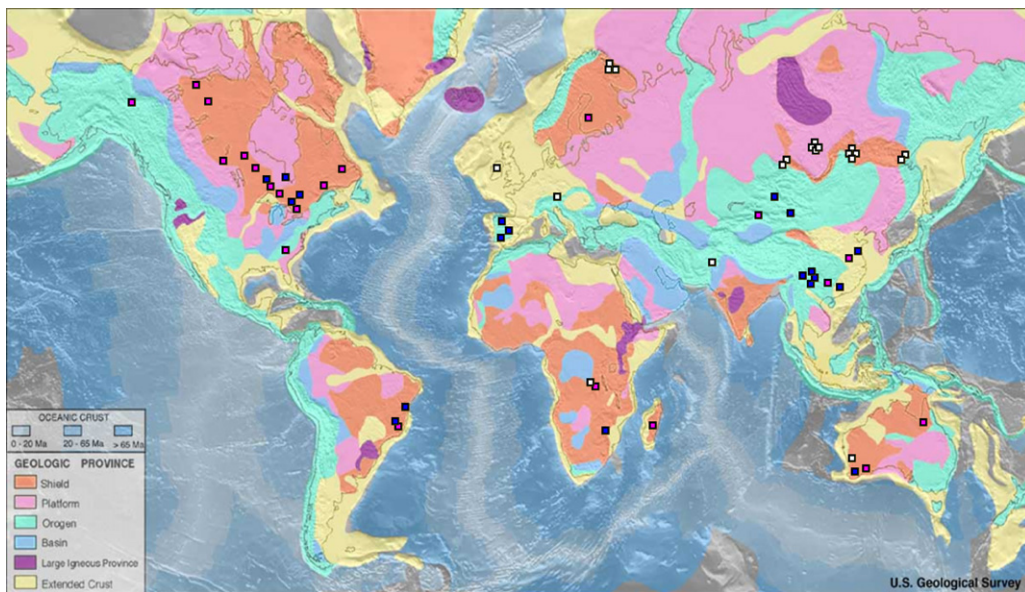 OCEANIC CRUST
0 - 20 Ma 20 - 65 Ma > 65 Ma
GEOLOGIC PROVINCE
Shield
Platform
Orogen
Basin
Large Igneous Province
Extended Crust
U.S. Geological Survey